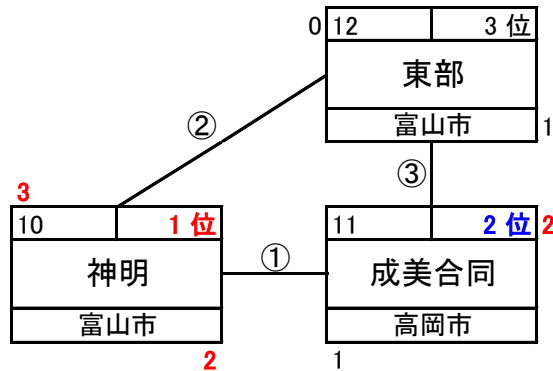 0 12 3 位
東部
富山市 1
②
③
3
10 1 位
神明
富山市
2
①
11 2 位 2
成美合同
高岡市
1